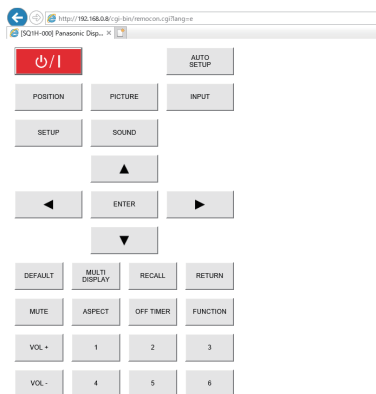 http://192.168.0.8/cgi-bin/remocon.cgi?lang=e
[SQ1H-000] Panasonic Disp...
AUTO
SETUP
POSITION
PICTURE
INPUT
SETUP
SOUND
ENTER
DEFAULT
MULTI
DISPLAY
RECALL
RETURN
MUTE
ASPECT
OFF TIMER
FUNCTION
VOL +
1
2
3
VOL -
4
5
6